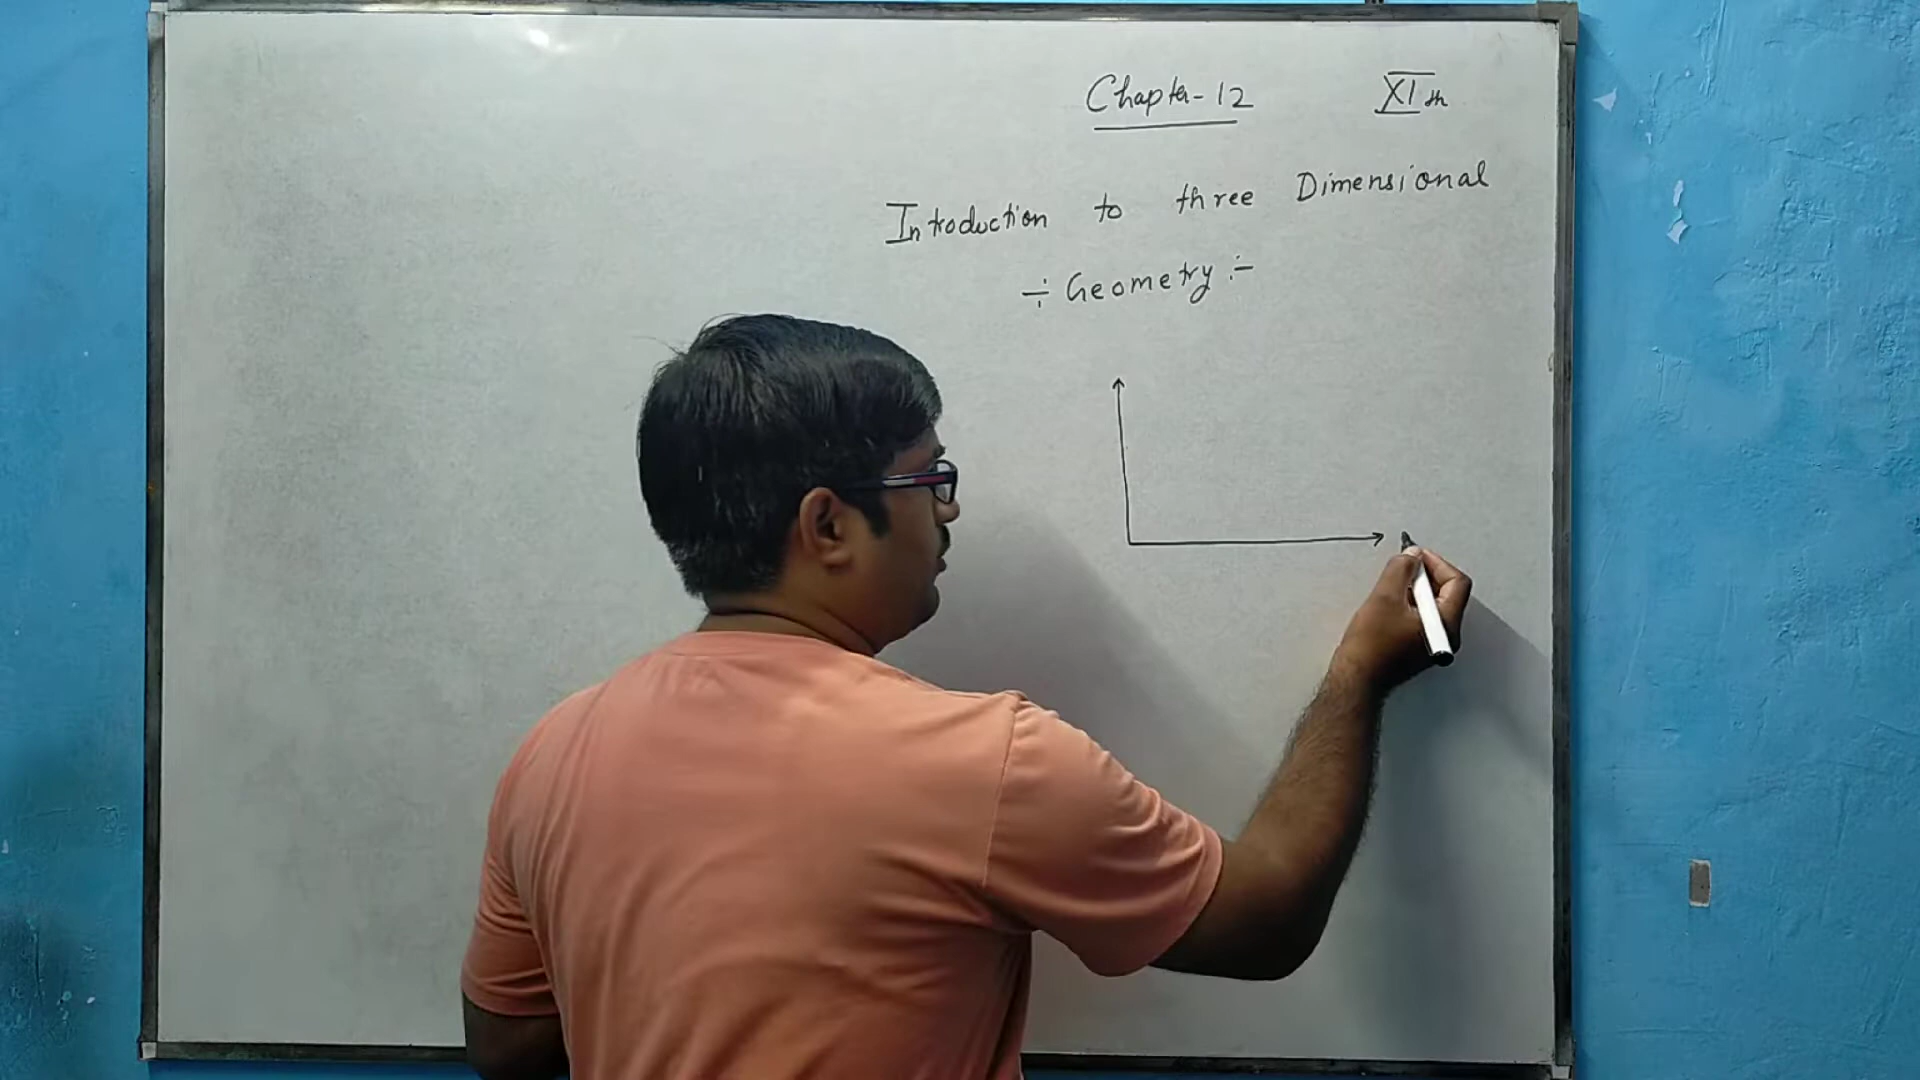 Chapter-12 XIth
Introduction to three Dimensional
÷ Geometry :-